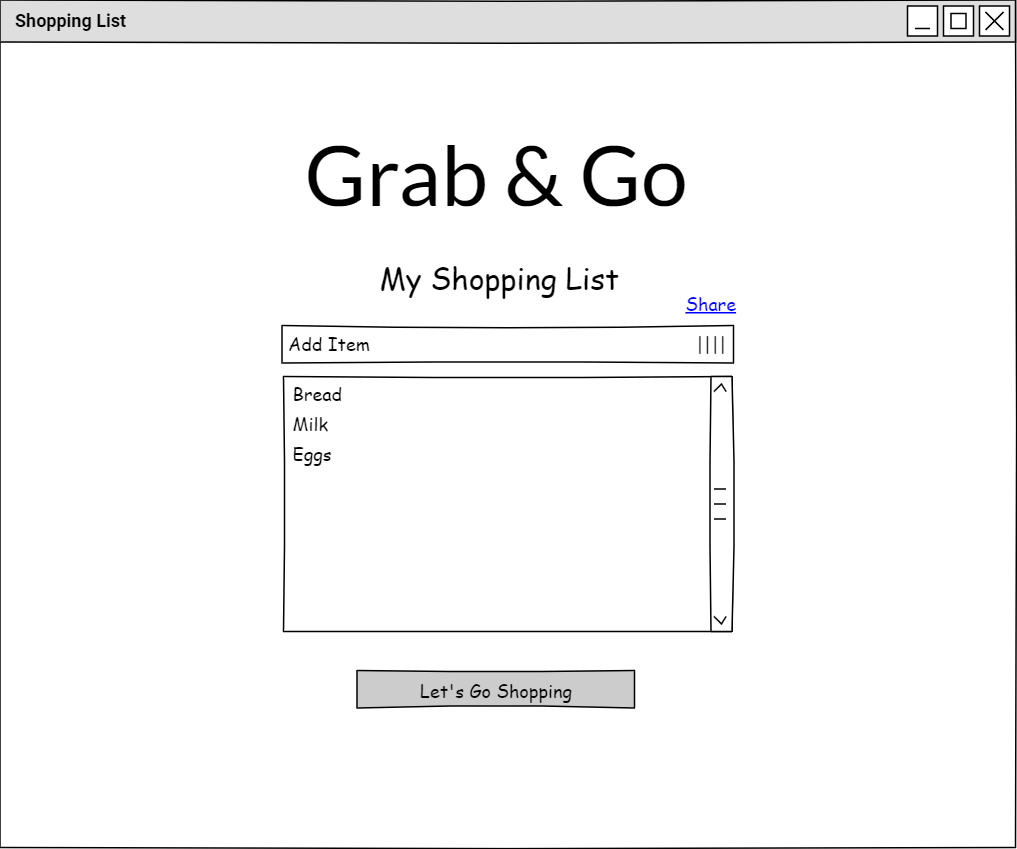 Shopping List
Grab & Go
My Shopping List
Share
Add Item
Bread
Milk
Eggs
Let's Go Shopping